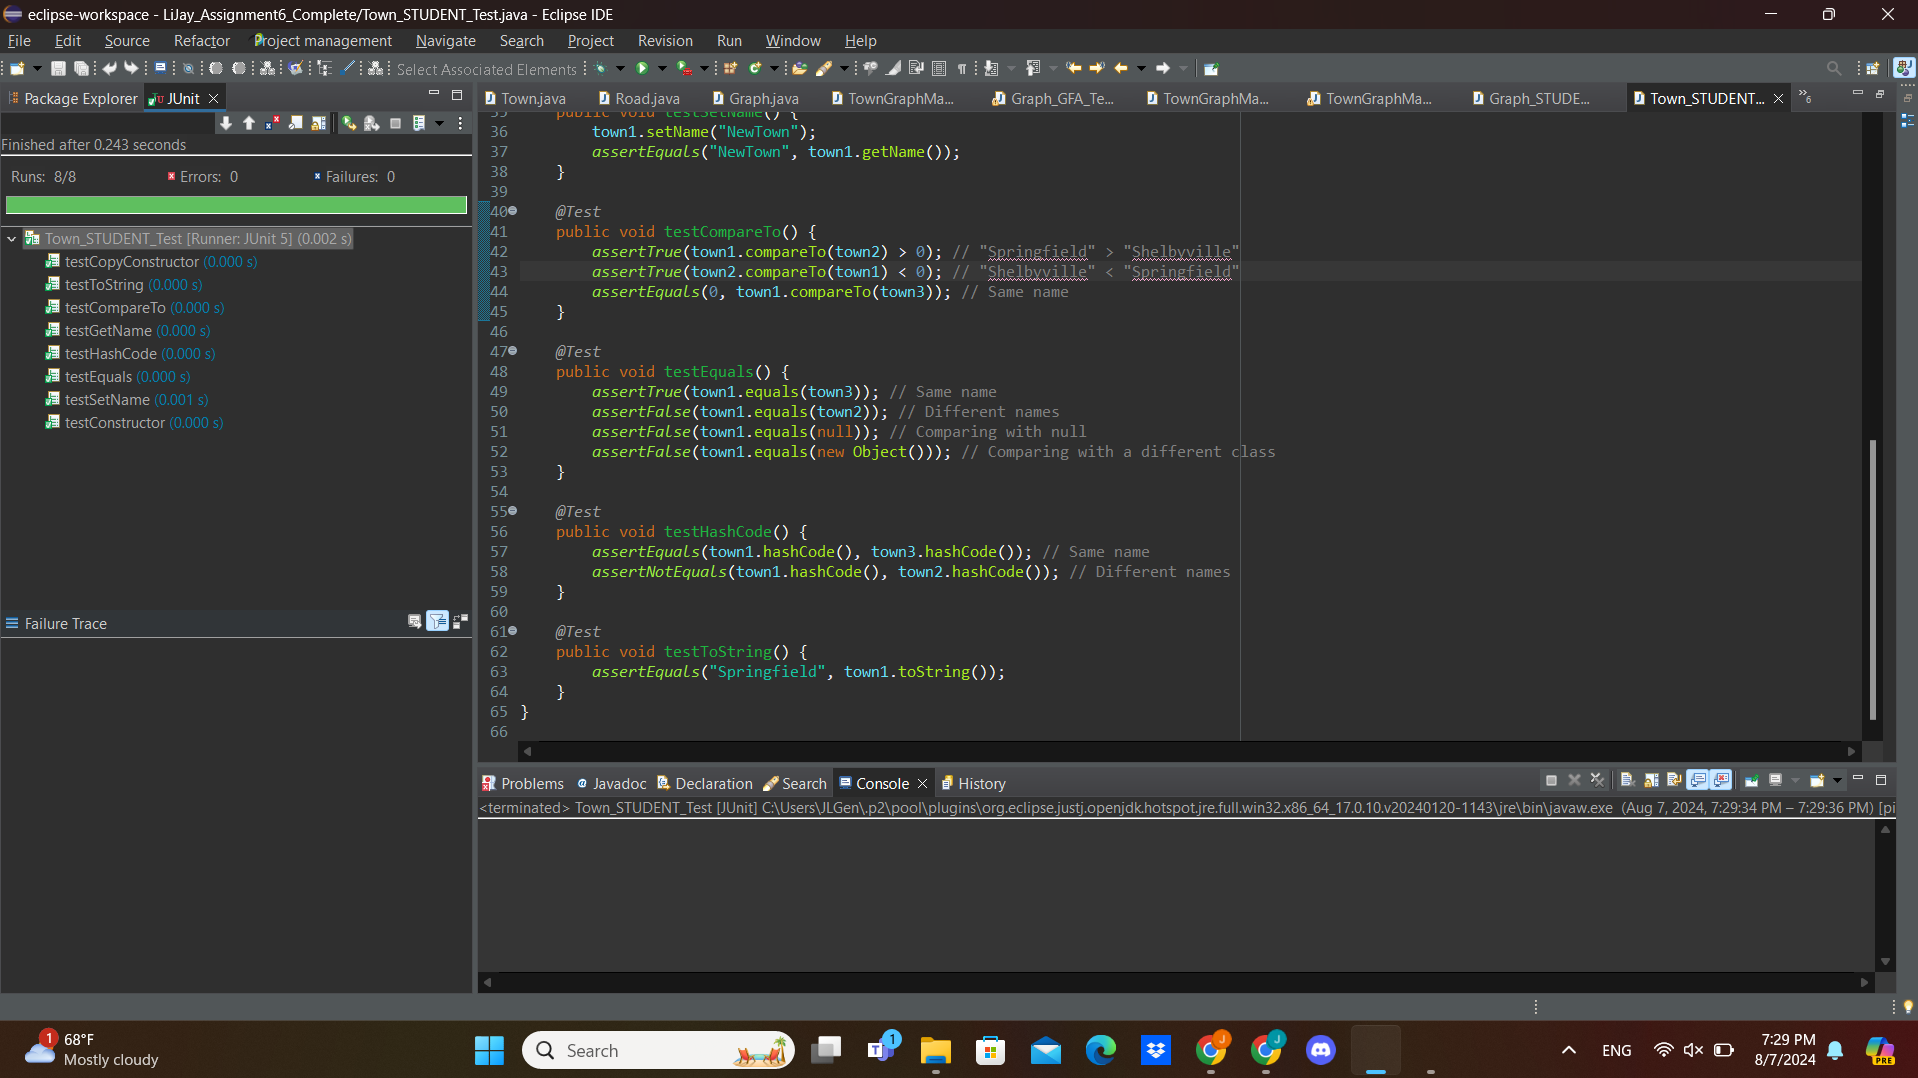 eclipse-workspace - LiJay_Assignment6_Complete/Town_STUDENT_Test.java - Eclipse IDE
File Edit Source Refactor Project management Navigate Search Project Revision Run Window Help
Select Associated Elements
Package Explorer JUnit
Finished after 0.243 seconds
Runs: 8/8 Errors: 0 Failures: 0
Town_STUDENT_Test [Runner: JUnit 5] (0.002 s)
testCopyConstructor (0.000 s)
testToString (0.000 s)
testCompareTo (0.000 s)
testGetName (0.000 s)
testHashCode (0.000 s)
testEquals (0.000 s)
testSetName (0.001 s)
testConstructor (0.000 s)
Failure Trace
Town.java Road.java Graph.java TownGraphMa... Graph_GFA_Te... TownGraphMa... TownGraphMa... Graph_STUDE... Town_STUDENT... »6
35 public void testSetName() {
36 town1.setName("NewTown");
37 assertEquals("NewTown", town1.getName());
38 }
39
40 @Test
41 public void testCompareTo() {
42 assertTrue(town1.compareTo(town2) > 0); // "Springfield" > "Shelbyville"
43 assertTrue(town2.compareTo(town1) < 0); // "Shelbyville" < "Springfield"
44 assertEquals(0, town1.compareTo(town3)); // Same name
45 }
46
47 @Test
48 public void testEquals() {
49 assertTrue(town1.equals(town3)); // Same name
50 assertFalse(town1.equals(town2)); // Different names
51 assertFalse(town1.equals(null)); // Comparing with null
52 assertFalse(town1.equals(new Object())); // Comparing with a different class
53 }
54
55 @Test
56 public void testHashCode() {
57 assertEquals(town1.hashCode(), town3.hashCode()); // Same name
58 assertNotEquals(town1.hashCode(), town2.hashCode()); // Different names
59 }
60
61 @Test
62 public void testToString() {
63 assertEquals("Springfield", town1.toString());
64 }
65 }
66
Problems @ Javadoc Declaration Search Console History
<terminated> Town_STUDENT_Test [JUnit] C:\Users\JLGen\.p2\pool\plugins\org.eclipse.justj.openjdk.hotspot.jre.full.win32.x86_64_17.0.10.v20240120-1143\jre\bin\javaw.exe (Aug 7, 2024, 7:29:34 PM – 7:29:36 PM) [pi
1
68°F
Mostly cloudy
Search
1
J
J
ENG
7:29 PM
8/7/2024
PRE